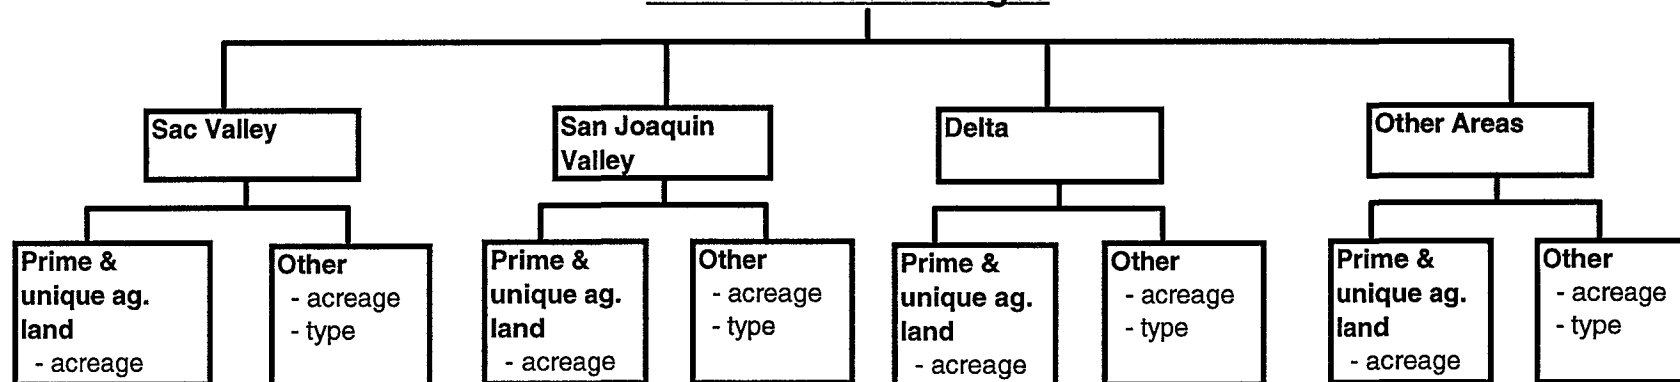 Sac Valley
San Joaquin
Valley
Delta
Other Areas
Prime &
unique ag.
land
- acreage
Other
- acreage
- type
Prime &
unique ag.
land
- acreage
Other
- acreage
- type
Prime &
unique ag.
land
- acreage
Other
- acreage
- type
Prime &
unique ag.
land
- acreage
Other
- acreage
- type